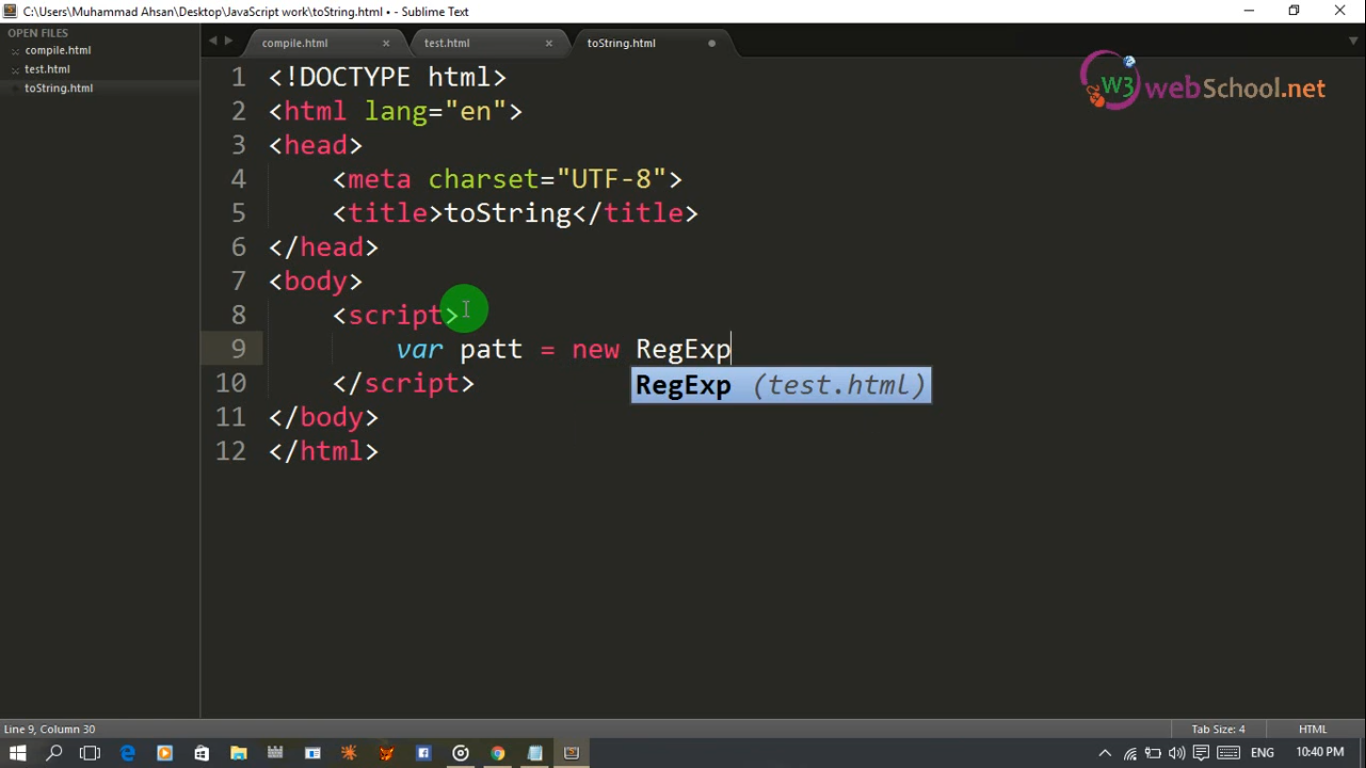 C:\Users\Muhammad Ahsan\Desktop\JavaScript work\toString.html • - Sublime Text
OPEN FILES
compile.html
test.html
toString.html
compile.html × test.html × toString.html
W3 webSchool.net
1 <!DOCTYPE html>
2 <html lang="en">
3 <head>
4 <meta charset="UTF-8">
5 <title>toString</title>
6 </head>
7 <body>
8 <script>
9 var patt = new RegExp
RegExp (test.html)
10 </script>
11 </body>
12 </html>
Line 9, Column 30
Tab Size: 4
HTML
ENG
10:40 PM